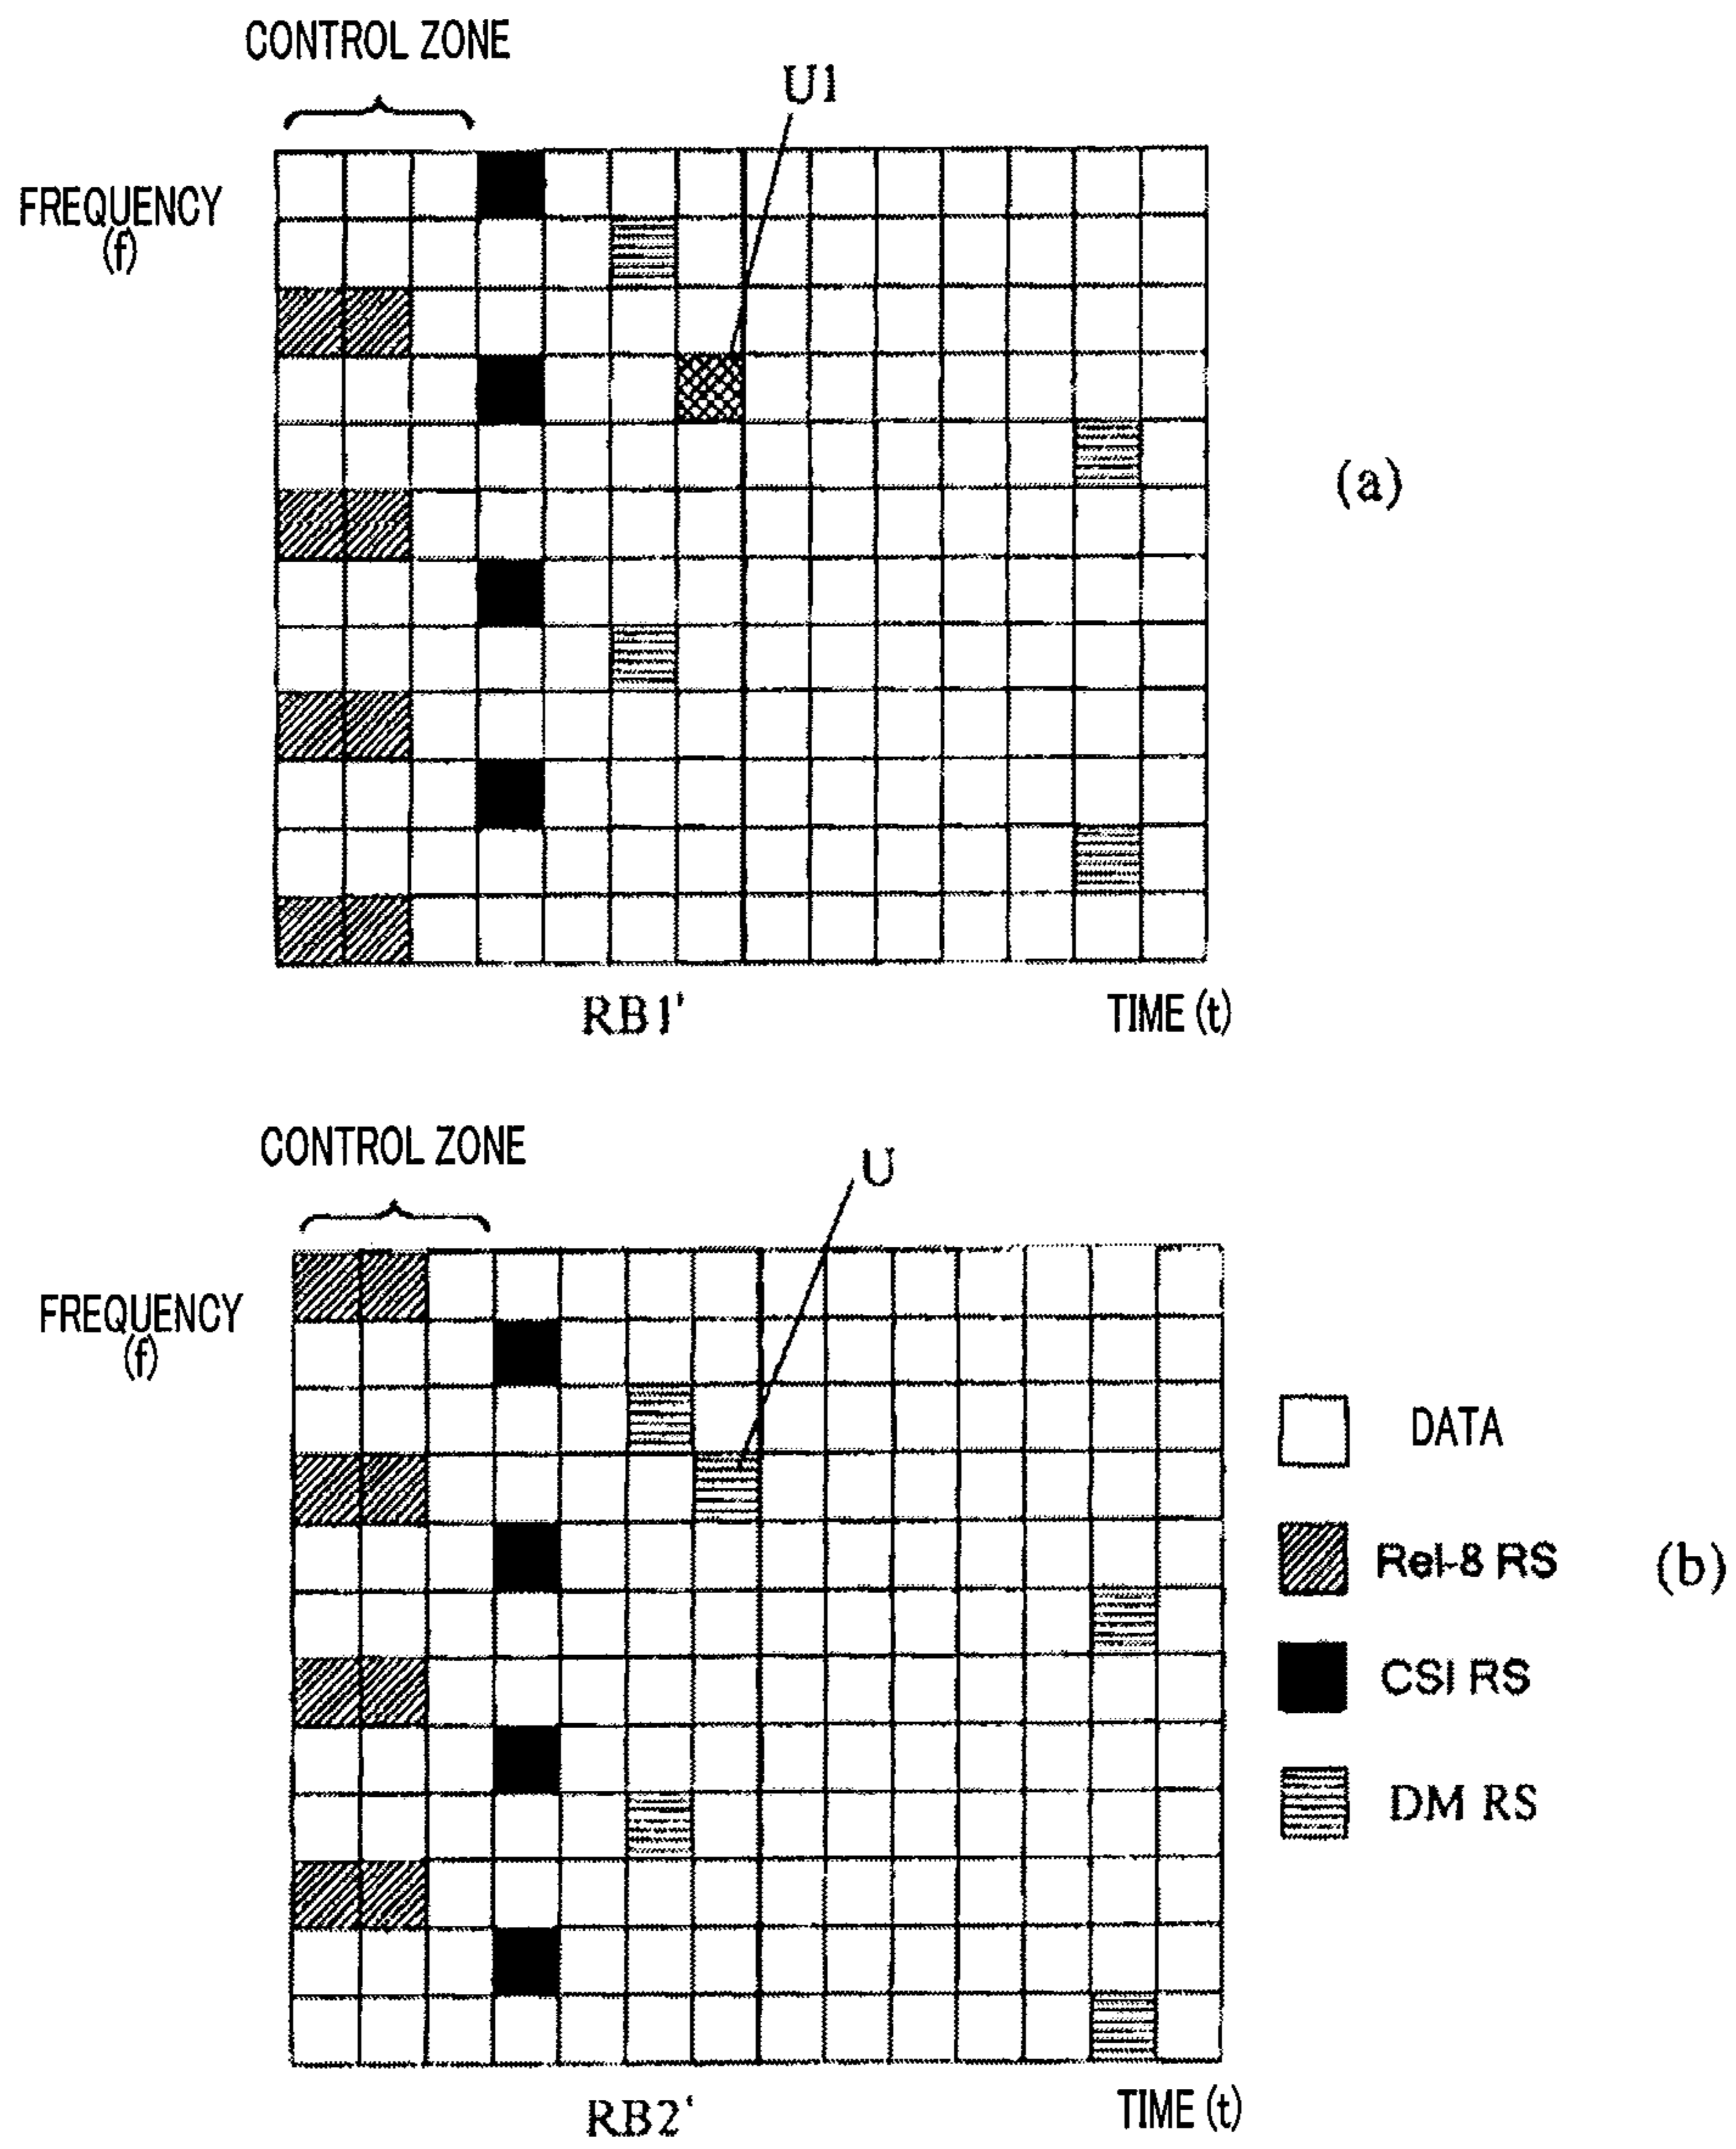 CONTROL ZONE
U1
FREQUENCY
(f)
(a)
RB1'
TIME (t)
CONTROL ZONE
U
FREQUENCY
(f)
DATA
Rel-8 RS
(b)
CSI RS
DM RS
RB2'
TIME (t)